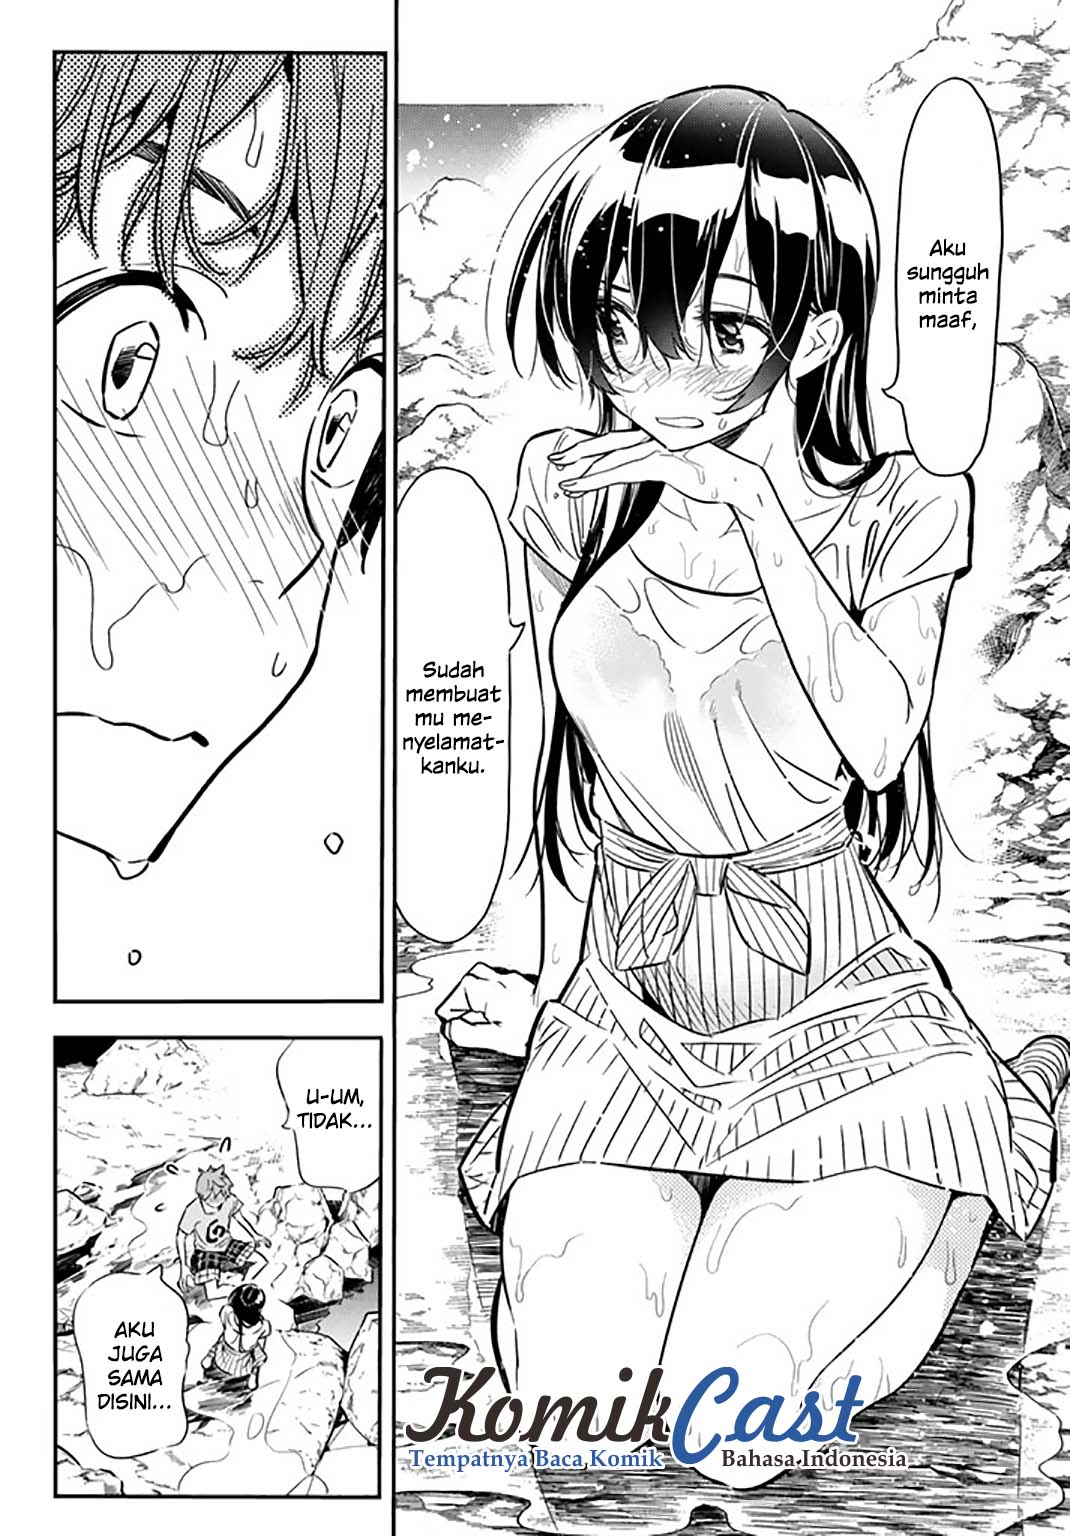 Aku
sungguh
minta
maaf,
Sudah
membuat
mu me-
nyelamat-
kanku.
U-UM,
TIDAK...
AKU
JUGA
SAMA
DISINI...
KomikCast
Tempatnya Baca Komik Bahasa Indonesia